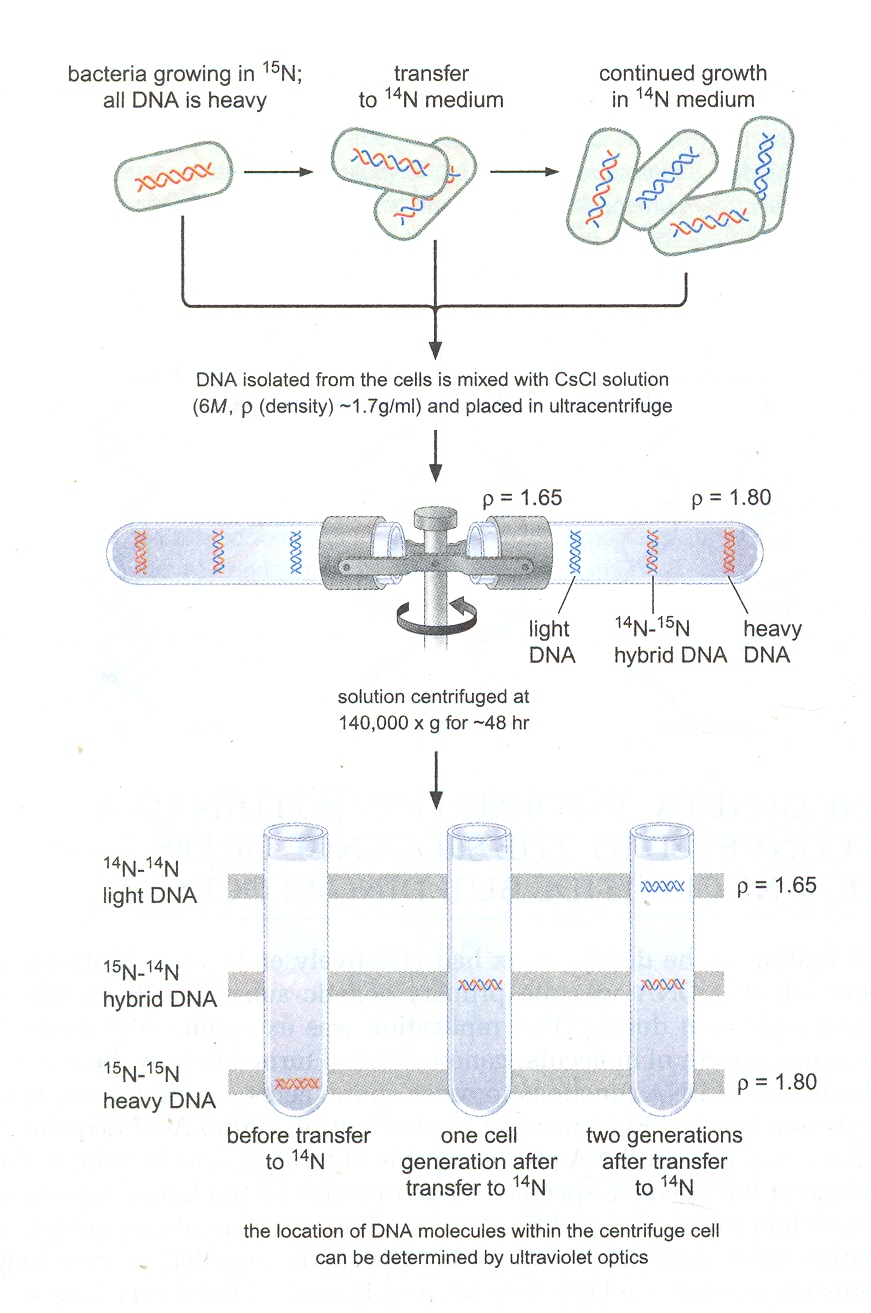 bacteria growing in ¹⁵N;
all DNA is heavy
transfer
to ¹⁴N medium
continued growth
in ¹⁴N medium
DNA isolated from the cells is mixed with CsCl solution
(6M, ρ (density) ~1.7g/ml) and placed in ultracentrifuge
ρ = 1.65
ρ = 1.80
light
DNA
¹⁴N-¹⁵N
hybrid DNA
heavy
DNA
solution centrifuged at
140,000 x g for ~48 hr
¹⁴N-¹⁴N
light DNA
ρ = 1.65
¹⁵N-¹⁴N
hybrid DNA
¹⁵N-¹⁵N
heavy DNA
ρ = 1.80
before transfer
to ¹⁴N
one cell
generation after
transfer to ¹⁴N
two generations
after transfer
to ¹⁴N
the location of DNA molecules within the centrifuge cell
can be determined by ultraviolet optics